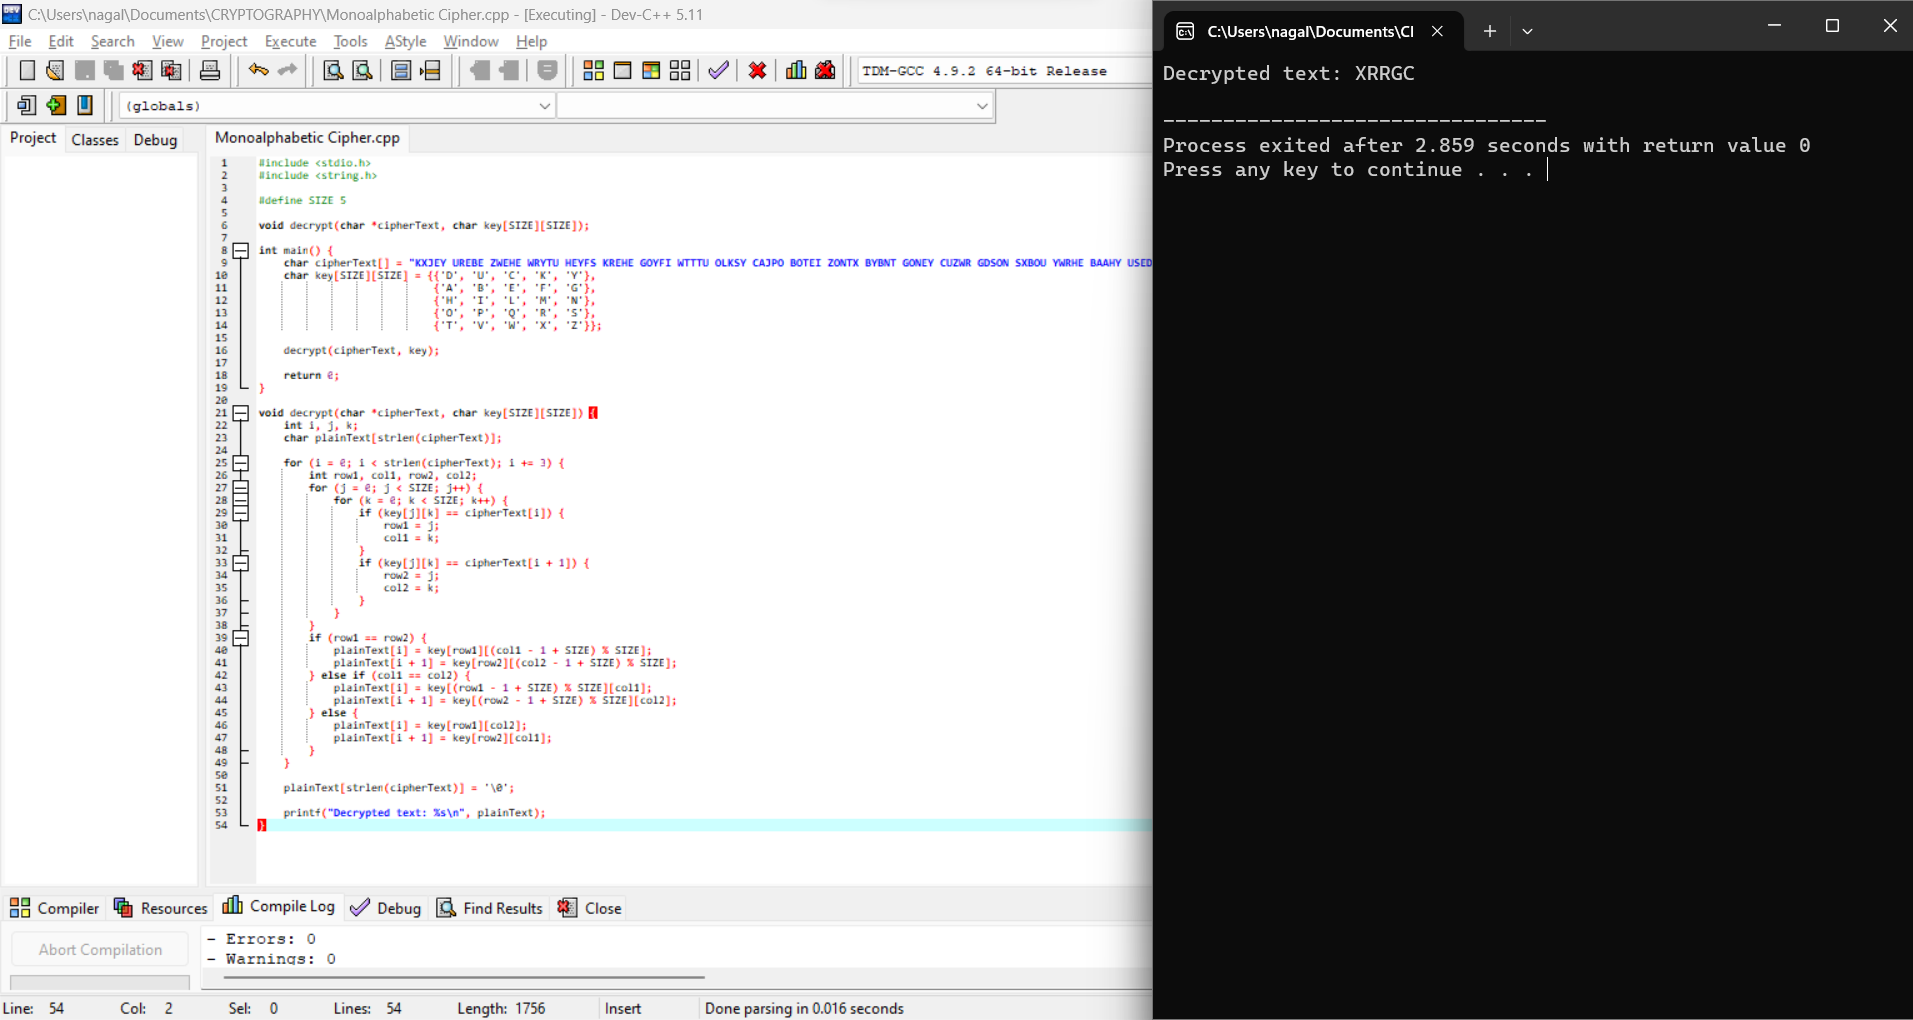 C:\Users\nagal\Documents\CRYPTOGRAPHY\Monoalphabetic Cipher.cpp - [Executing] - Dev-C++ 5.11
File Edit Search View Project Execute Tools AStyle Window Help
TDM-GCC 4.9.2 64-bit Release
(globals)
Project Classes Debug
Monoalphabetic Cipher.cpp
1 #include <stdio.h>
2 #include <string.h>
3
4 #define SIZE 5
5
6 void decrypt(char *cipherText, char key[SIZE][SIZE]);
7
8 int main() {
9     char cipherText[] = "KXJEY UREBE ZWEHE WRYTU HEYFS KREHE GOYFI WTTTU OLKSY CAJPO BOTEI ZONTX BYBNT GONEY CUZWR GDSON SXBOU YWRHE BAAHY USED
10     char key[SIZE][SIZE] = {{'D', 'U', 'C', 'K', 'Y'},
11                             {'A', 'B', 'E', 'F', 'G'},
12                             {'H', 'I', 'L', 'M', 'N'},
13                             {'O', 'P', 'Q', 'R', 'S'},
14                             {'T', 'V', 'W', 'X', 'Z'}};
15
16     decrypt(cipherText, key);
17
18     return 0;
19 }
20
21 void decrypt(char *cipherText, char key[SIZE][SIZE]) {
22     int i, j, k;
23     char plainText[strlen(cipherText)];
24
25     for (i = 0; i < strlen(cipherText); i += 3) {
26         int row1, col1, row2, col2;
27         for (j = 0; j < SIZE; j++) {
28             for (k = 0; k < SIZE; k++) {
29                 if (key[j][k] == cipherText[i]) {
30                     row1 = j;
31                     col1 = k;
32                 }
33                 if (key[j][k] == cipherText[i + 1]) {
34                     row2 = j;
35                     col2 = k;
36                 }
37             }
38         }
39         if (row1 == row2) {
40             plainText[i] = key[row1][(col1 - 1 + SIZE) % SIZE];
41             plainText[i + 1] = key[row2][(col2 - 1 + SIZE) % SIZE];
42         } else if (col1 == col2) {
43             plainText[i] = key[(row1 - 1 + SIZE) % SIZE][col1];
44             plainText[i + 1] = key[(row2 - 1 + SIZE) % SIZE][col2];
45         } else {
46             plainText[i] = key[row1][col2];
47             plainText[i + 1] = key[row2][col1];
48         }
49     }
50
51     plainText[strlen(cipherText)] = '\0';
52
53     printf("Decrypted text: %s\n", plainText);
54 }
Compiler Resources Compile Log Debug Find Results Close
Abort Compilation
- Errors: 0
- Warnings: 0
Line: 54 Col: 2 Sel: 0 Lines: 54 Length: 1756 Insert Done parsing in 0.016 seconds
C:\Users\nagal\Documents\CI
Decrypted text: XRRGC
--------------------------------
Process exited after 2.859 seconds with return value 0
Press any key to continue . . .